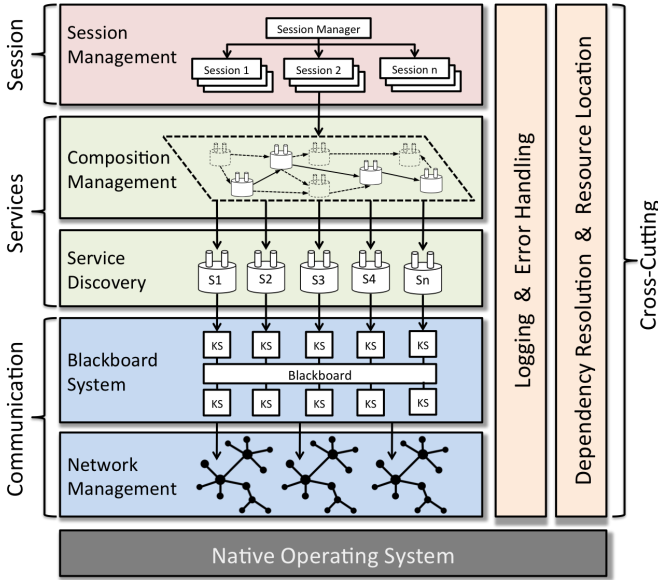 Session
Session
Management
Session Manager
Session 1
Session 2
Session n
Services
Composition
Management
Service
Discovery
S1
S2
S3
S4
Sn
Communication
Blackboard
System
KS
KS
KS
KS
KS
Blackboard
KS
KS
KS
KS
KS
Network
Management
Logging & Error Handling
Dependency Resolution & Resource Location
Cross-Cutting
Native Operating System